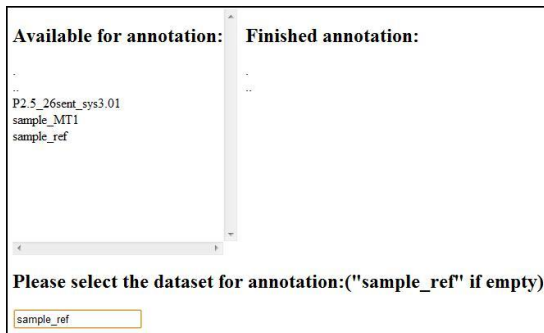 Available for annotation:
.
..
P2.5_26sent_sys3.01
sample_MT1
sample_ref
Finished annotation:
.
..
Please select the dataset for annotation:("sample_ref" if empty)
sample_ref